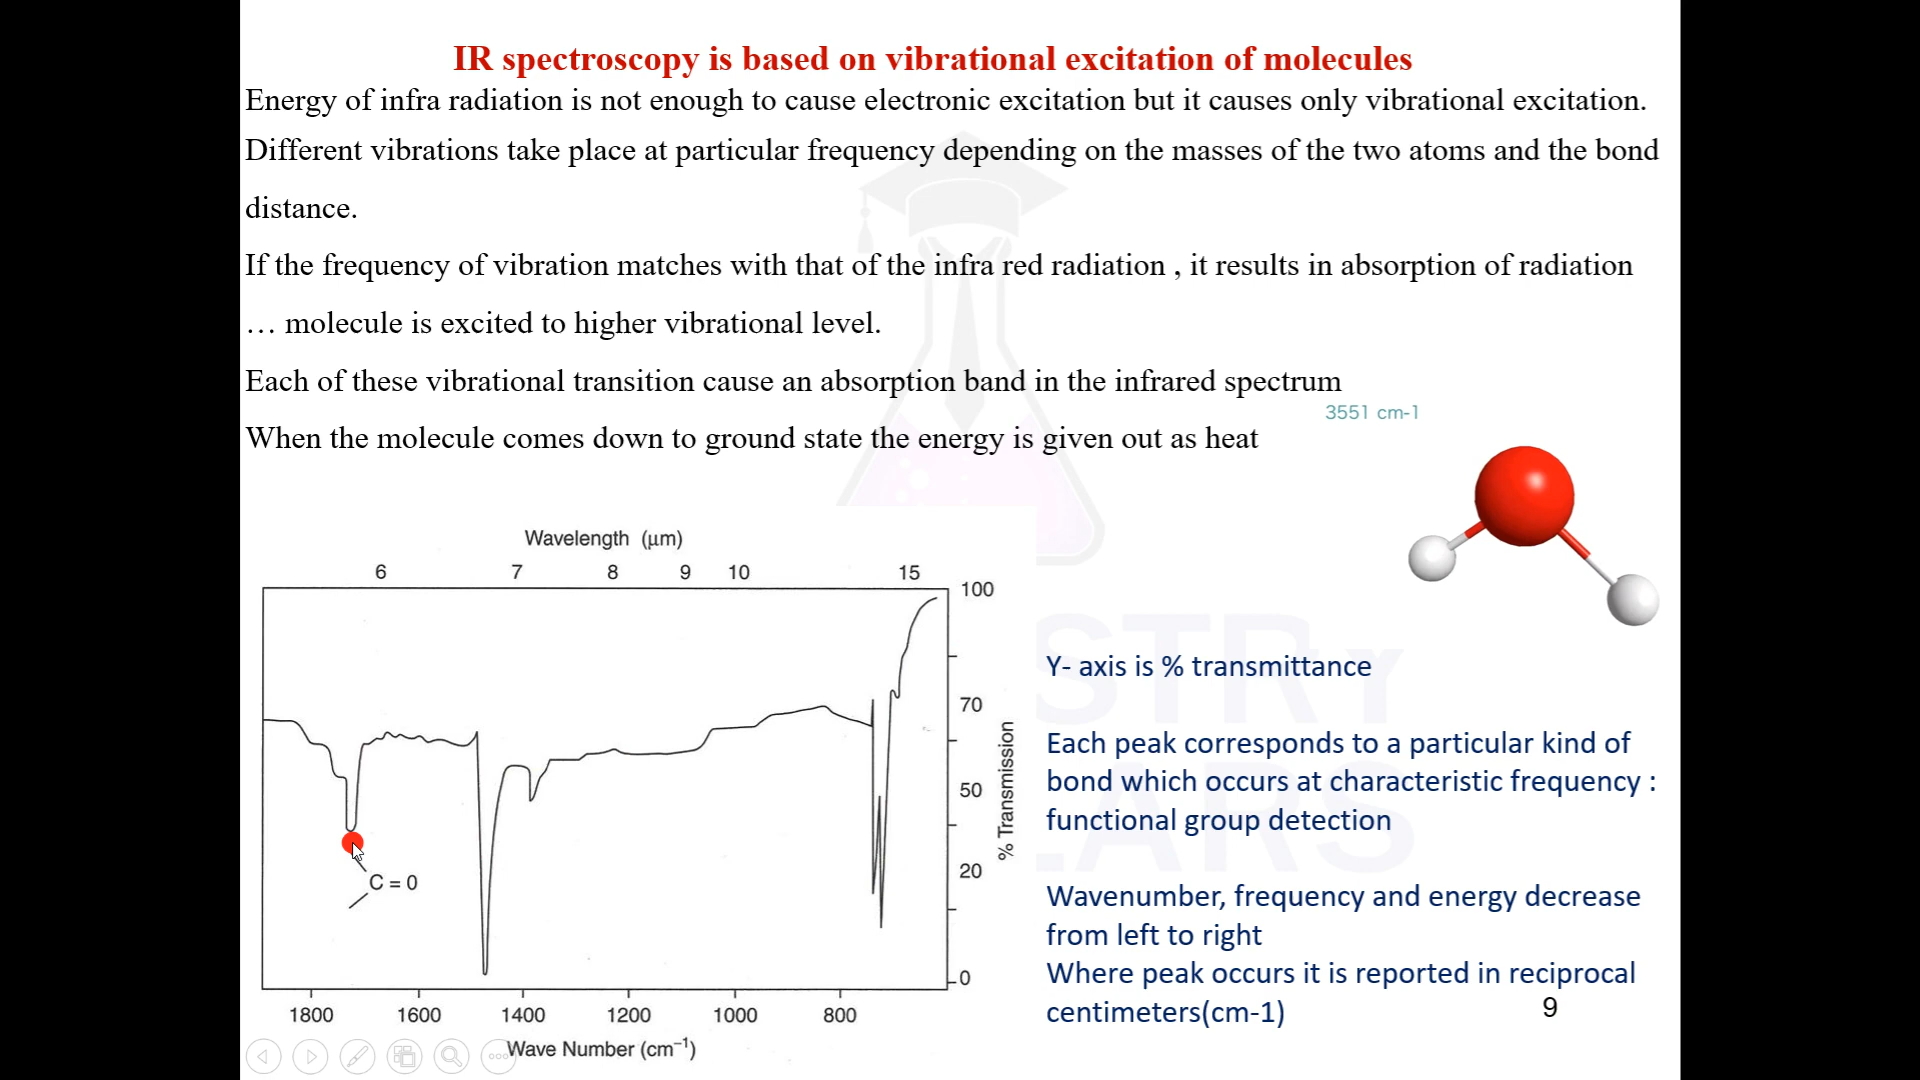 IR spectroscopy is based on vibrational excitation of molecules
Energy of infra radiation is not enough to cause electronic excitation but it causes only vibrational excitation.
Different vibrations take place at particular frequency depending on the masses of the two atoms and the bond
distance.
If the frequency of vibration matches with that of the infra red radiation , it results in absorption of radiation
… molecule is excited to higher vibrational level.
Each of these vibrational transition cause an absorption band in the infrared spectrum
3551 cm-1
When the molecule comes down to ground state the energy is given out as heat
Wavelength (μm)
6 7 8 9 10 15
100
70
50
20
0
% Transmission
C = 0
1800 1600 1400 1200 1000 800
Wave Number (cm⁻¹)
Y- axis is % transmittance
Each peak corresponds to a particular kind of
bond which occurs at characteristic frequency :
functional group detection
Wavenumber, frequency and energy decrease
from left to right
Where peak occurs it is reported in reciprocal
centimeters(cm-1)
9
STRY
ARS